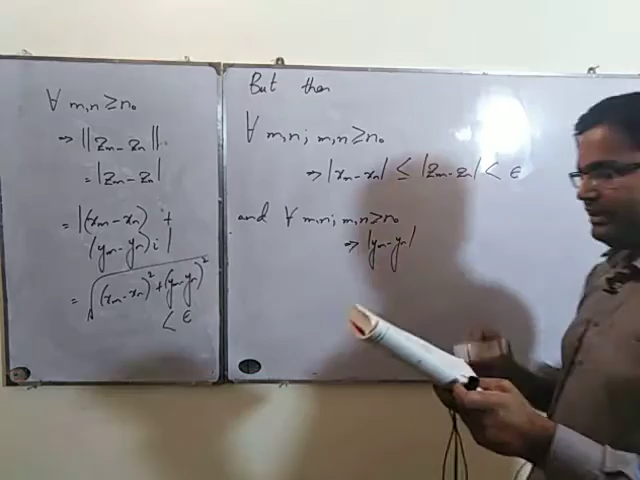 ∀ m,n ≥ n₀
⇒ ||zₘ - zₙ||
= |zₘ - zₙ|
= |(xₘ - xₙ) +
(yₘ - yₙ)i|
= √((xₘ - xₙ)² + (yₘ - yₙ)²)
< ε
But then
∀ m,n; m,n ≥ n₀
⇒ |xₘ - xₙ| ≤ |zₘ - zₙ| < ε
and ∀ m,n; m,n ≥ n₀
⇒ |yₘ - yₙ|